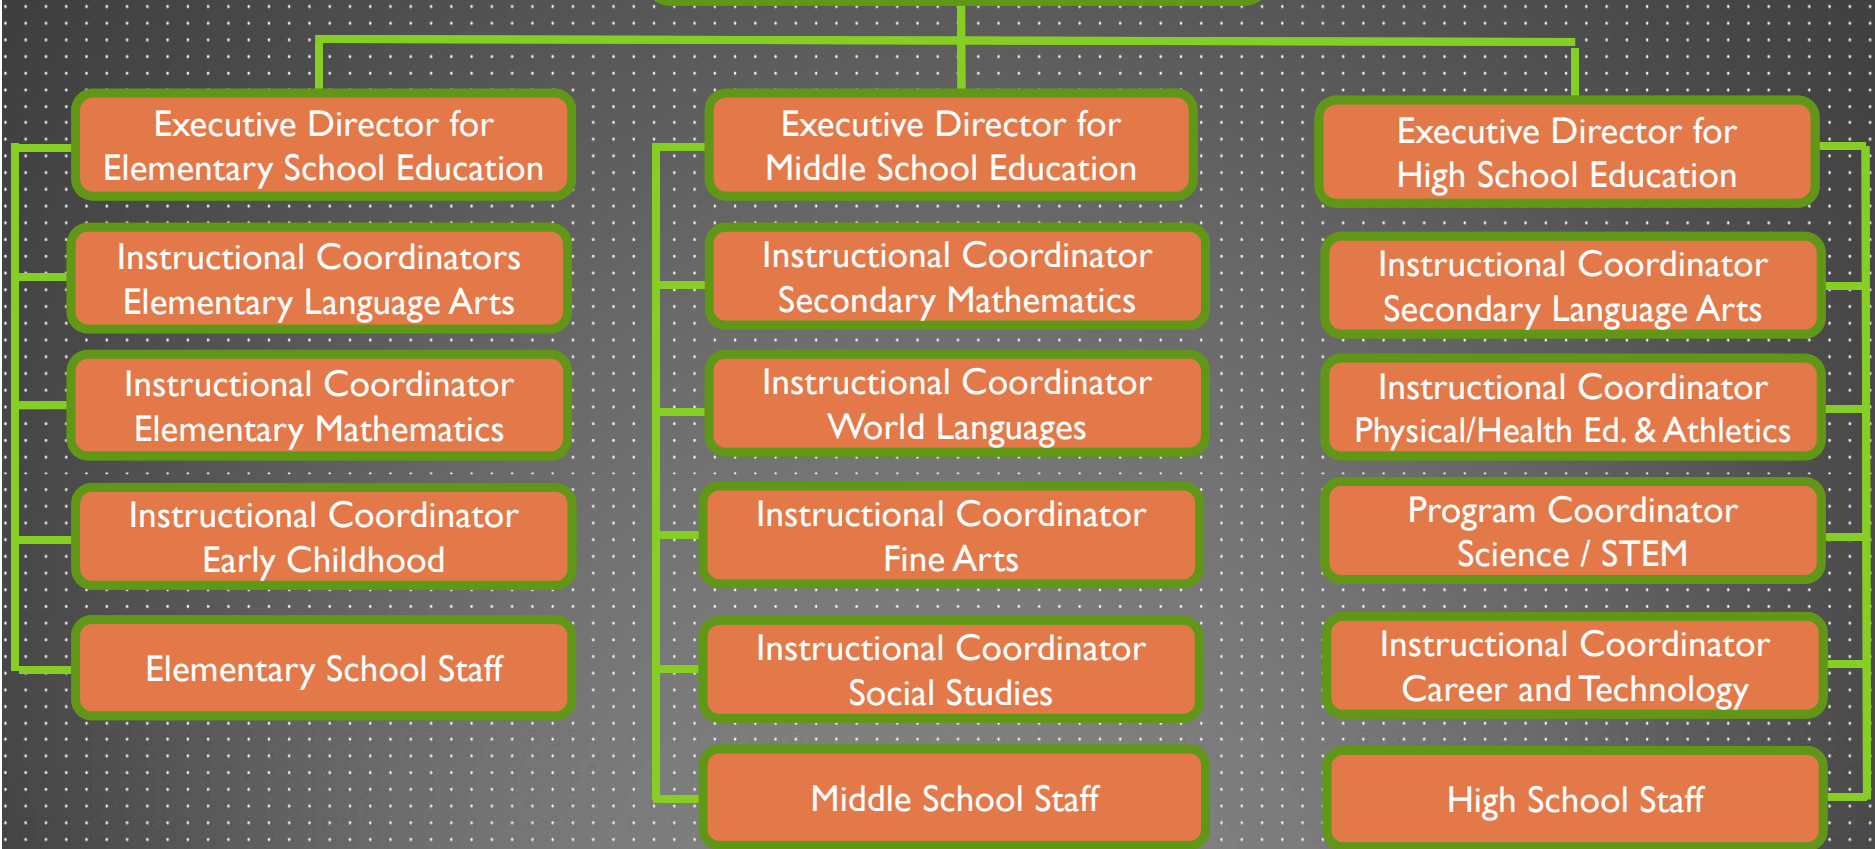 Executive Director for
Elementary School Education
Instructional Coordinators
Elementary Language Arts
Instructional Coordinator
Elementary Mathematics
Instructional Coordinator
Early Childhood
Elementary School Staff
Executive Director for
Middle School Education
Instructional Coordinator
Secondary Mathematics
Instructional Coordinator
World Languages
Instructional Coordinator
Fine Arts
Instructional Coordinator
Social Studies
Middle School Staff
Executive Director for
High School Education
Instructional Coordinator
Secondary Language Arts
Instructional Coordinator
Physical/Health Ed. & Athletics
Program Coordinator
Science / STEM
Instructional Coordinator
Career and Technology
High School Staff